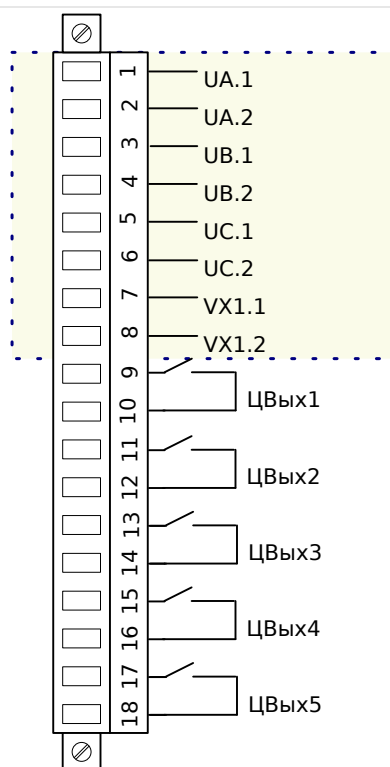 1 UA.1
2 UA.2
3 UB.1
4 UB.2
5 UC.1
6 UC.2
7 VX1.1
8 VX1.2
9
10 ЦВых1
11
12 ЦВых2
13
14 ЦВых3
15
16 ЦВых4
17
18 ЦВых5